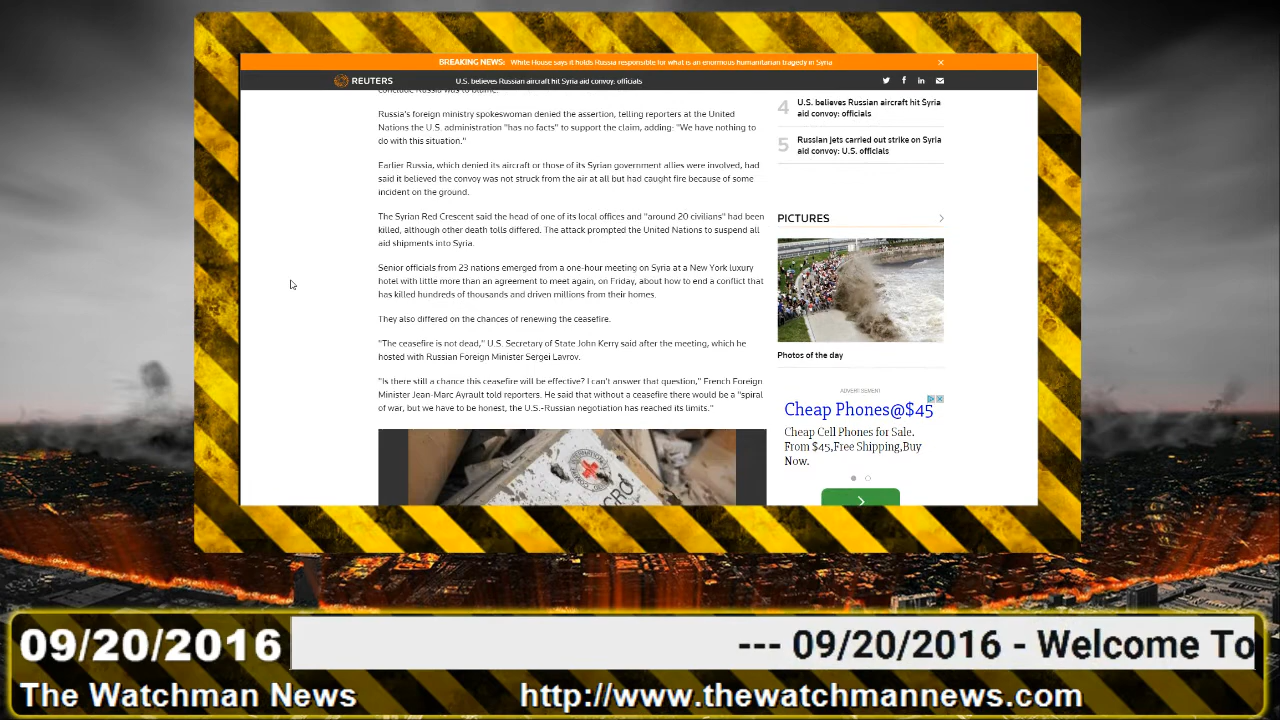 BREAKING NEWS: White House says it holds Russia responsible for what is an enormous humanitarian tragedy in Syria
REUTERS
U.S. believes Russian aircraft hit Syria aid convoy: officials
conclude Russia was to blame.
Russia's foreign ministry spokeswoman denied the assertion, telling reporters at the United
Nations the U.S. administration "has no facts" to support the claim, adding: "We have nothing to
do with this situation."
Earlier Russia, which denied its aircraft or those of its Syrian government allies were involved, had
said it believed the convoy was not struck from the air at all but had caught fire because of some
incident on the ground.
The Syrian Red Crescent said the head of one of its local offices and "around 20 civilians" had been
killed, although other death tolls differed. The attack prompted the United Nations to suspend all
aid shipments into Syria.
Senior officials from 23 nations emerged from a one-hour meeting on Syria at a New York luxury
hotel with little more than an agreement to meet again, on Friday, about how to end a conflict that
has killed hundreds of thousands and driven millions from their homes.
They also differed on the chances of renewing the ceasefire.
"The ceasefire is not dead," U.S. Secretary of State John Kerry said after the meeting, which he
hosted with Russian Foreign Minister Sergei Lavrov.
"Is there still a chance this ceasefire will be effective? I can't answer that question," French Foreign
Minister Jean-Marc Ayrault told reporters. He said that without a ceasefire there would be a "spiral
of war, but we have to be honest, the U.S.-Russian negotiation has reached its limits."
4
U.S. believes Russian aircraft hit Syria
aid convoy: officials
5
Russian jets carried out strike on Syria
aid convoy: U.S. officials
PICTURES
Photos of the day
ADVERTISEMENT
Cheap Phones@$45
Cheap Cell Phones for Sale.
From $45,Free Shipping,Buy
Now.
09/20/2016
--- 09/20/2016 - Welcome To
The Watchman News
http://www.thewatchmannews.com